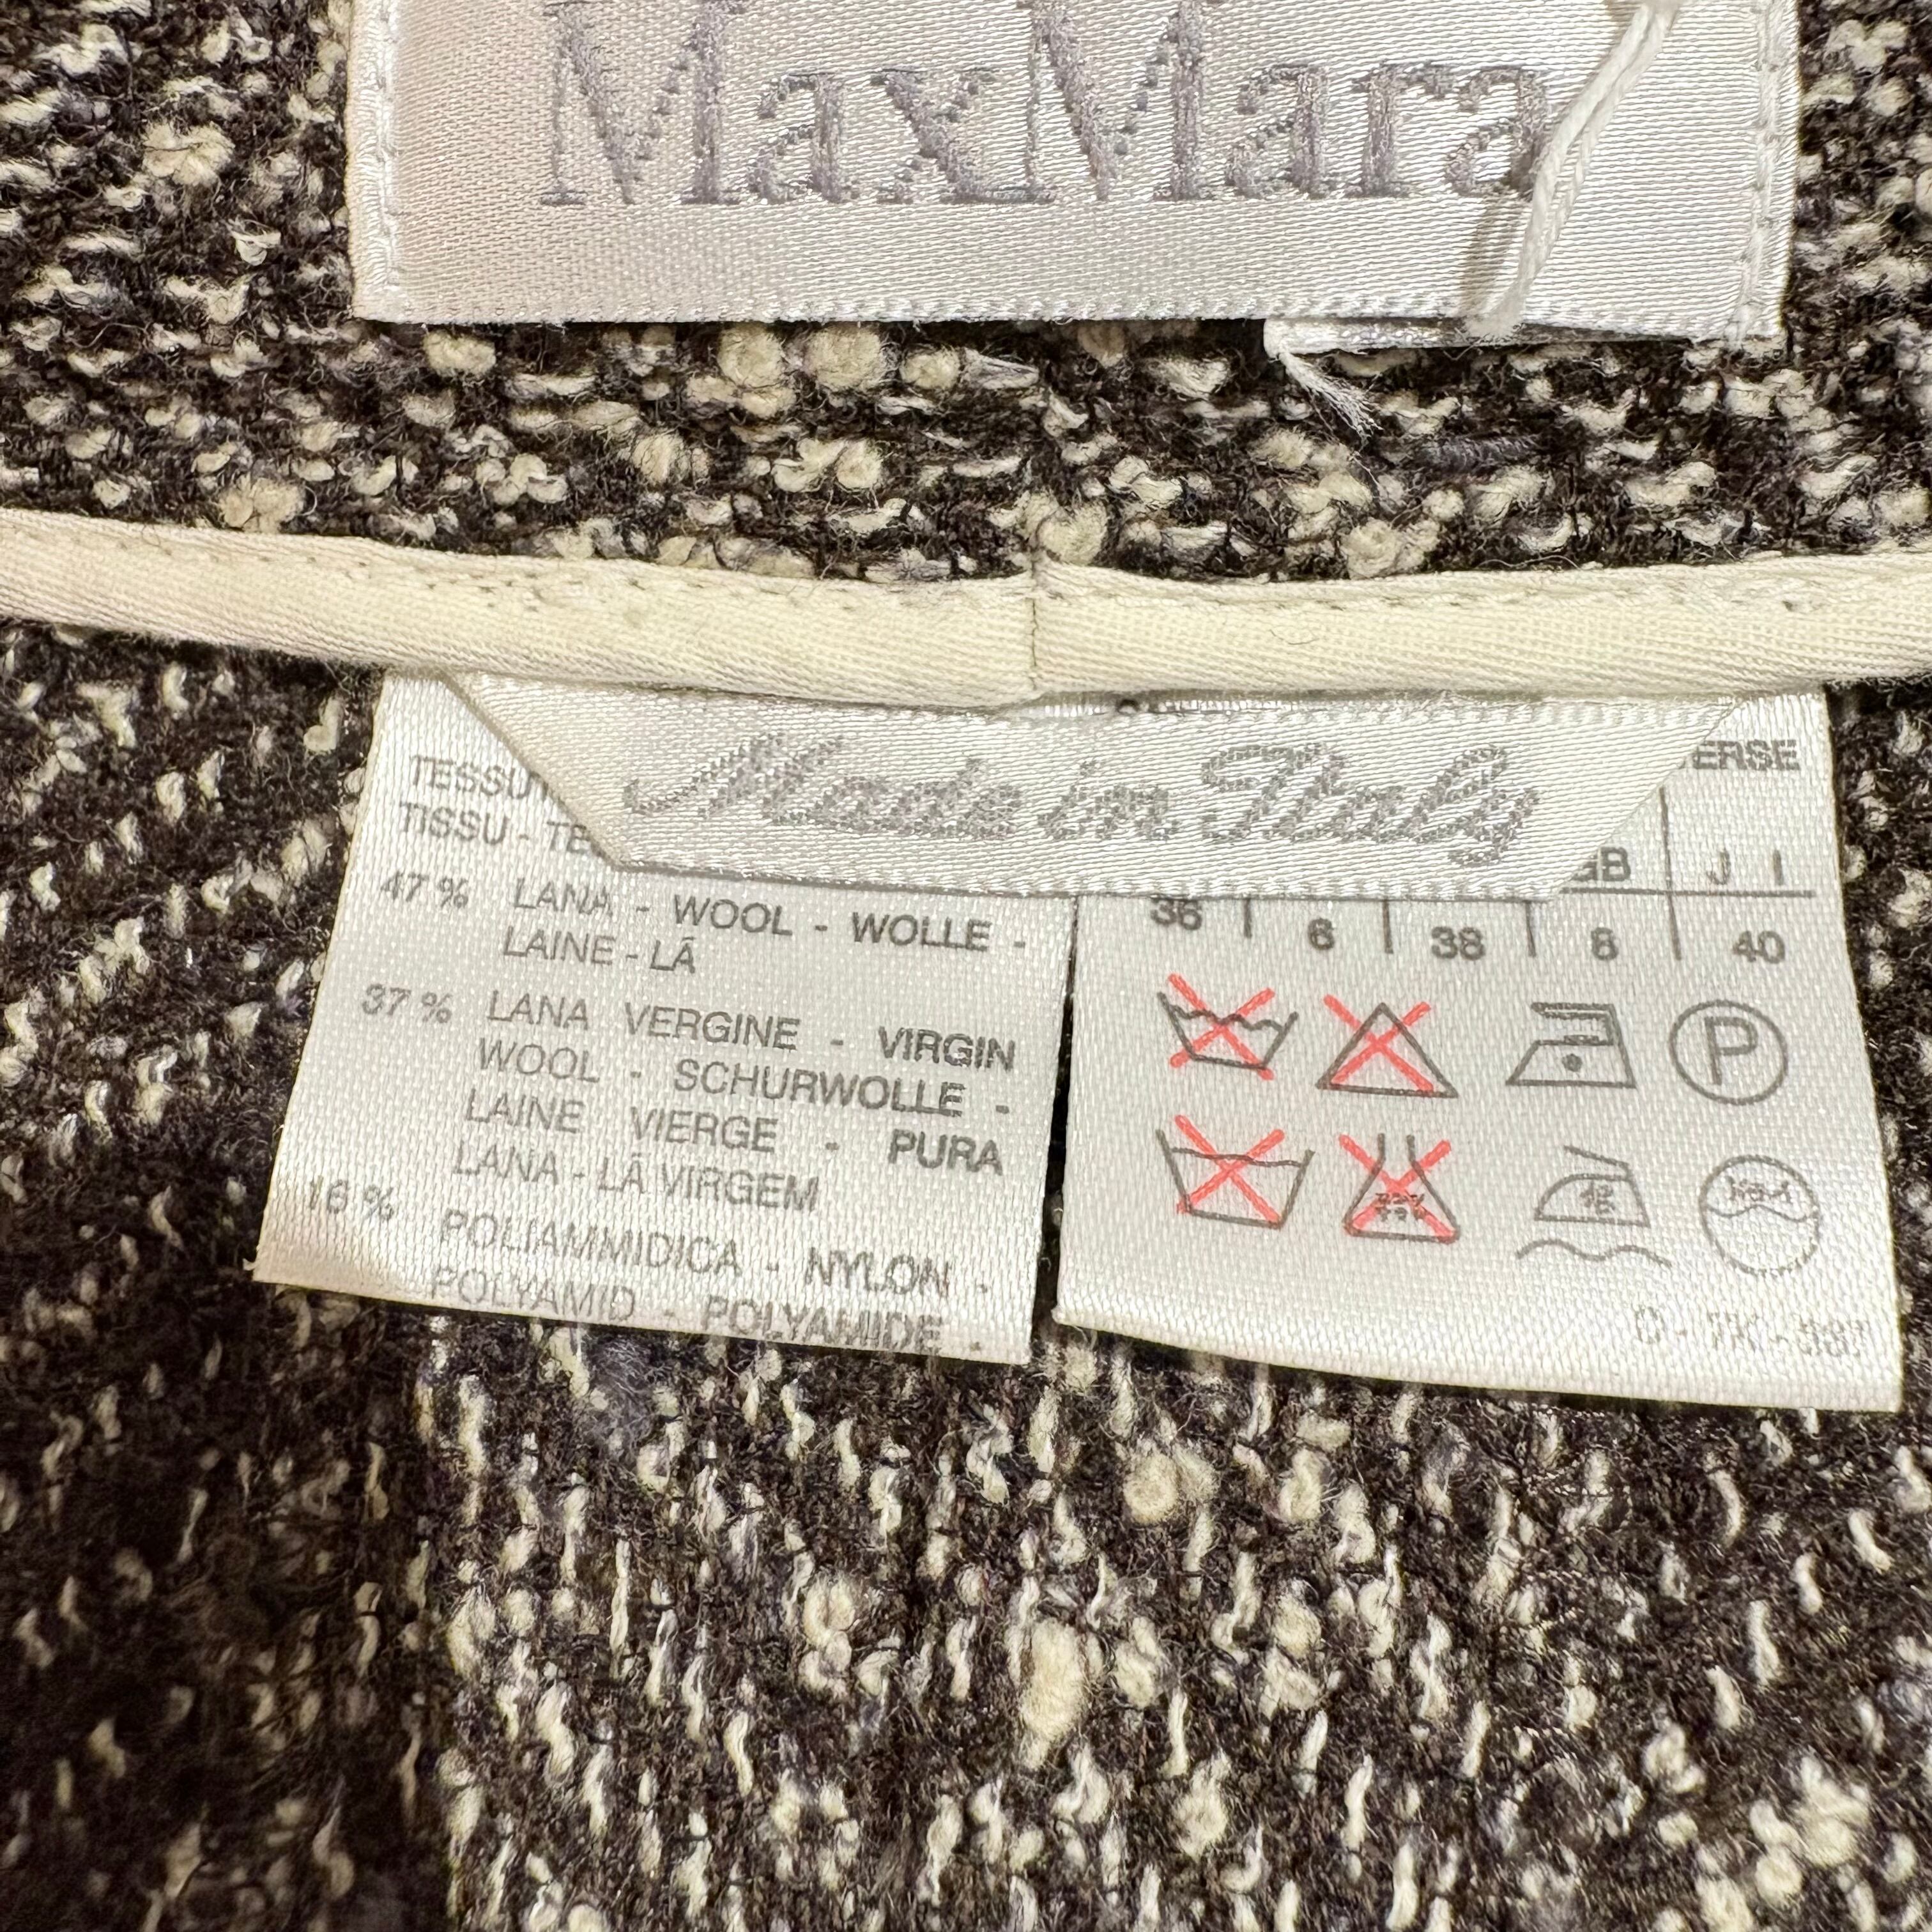 MaxMara
Made in Italy
TESSU
TISSU - TE
47 % LANA - WOOL - WOLLE -
LAINE - LÃ
37 % LANA VERGINE - VIRGIN
WOOL - SCHURWOLLE -
LAINE VIERGE - PURA
LANA - LÃ VIRGEM
16 % POLIAMMIDICA - NYLON -
POLYAMID - POLYAMIDE -
ERSE
GB J I
36 6 38 8 40
P